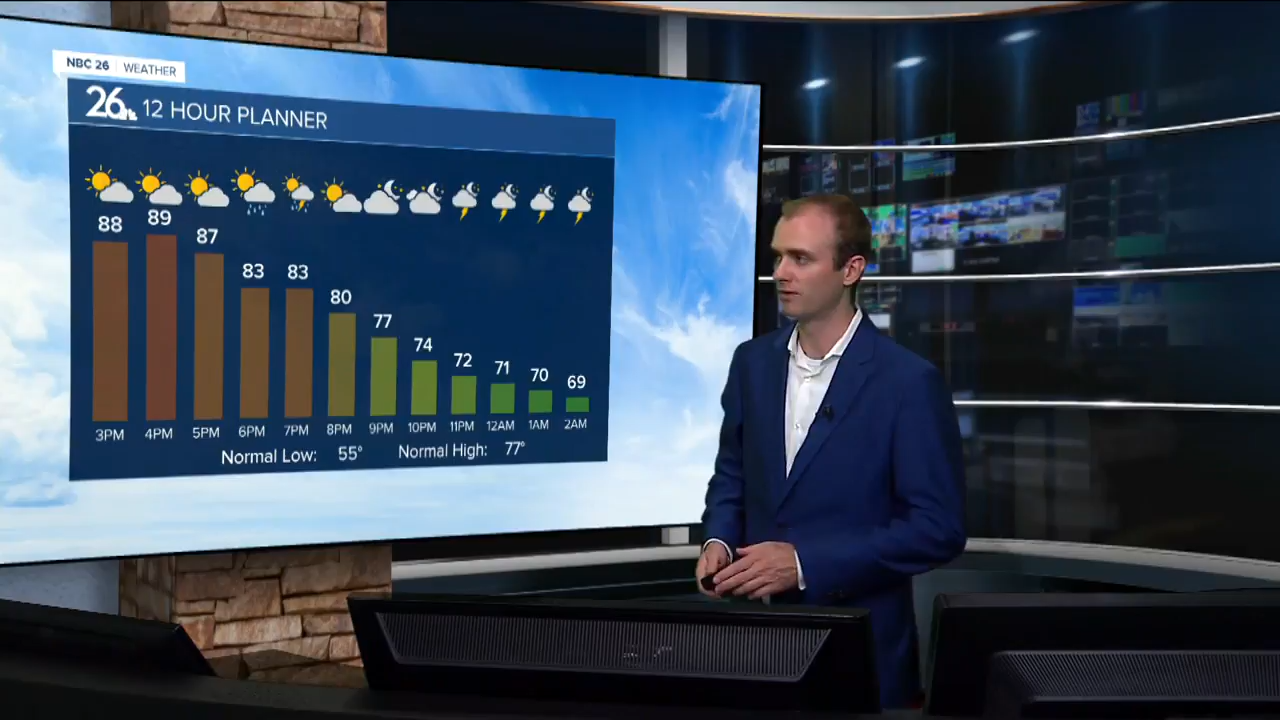 NBC 26 | WEATHER
26 12 HOUR PLANNER
88 89 87 83 83 80 77 74 72 71 70 69
3PM 4PM 5PM 6PM 7PM 8PM 9PM 10PM 11PM 12AM 1AM 2AM
Normal Low: 55° Normal High: 77°